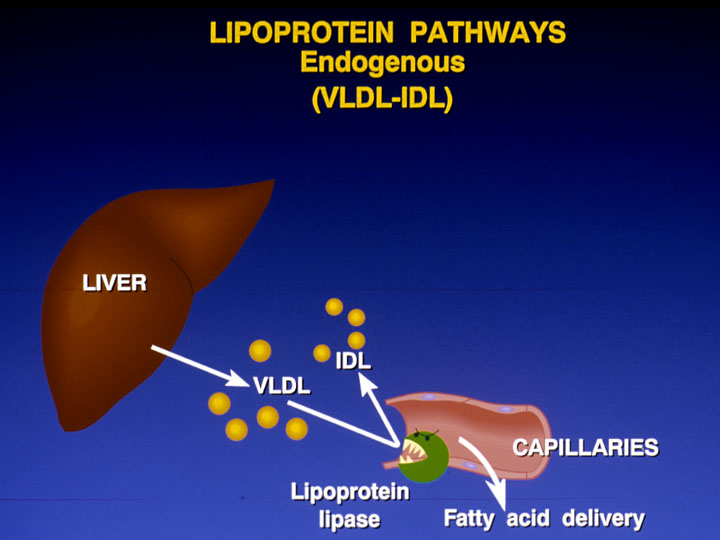 LIPOPROTEIN PATHWAYS
Endogenous
(VLDL-IDL)
LIVER
IDL
VLDL
CAPILLARIES
Lipoprotein
lipase
Fatty acid delivery